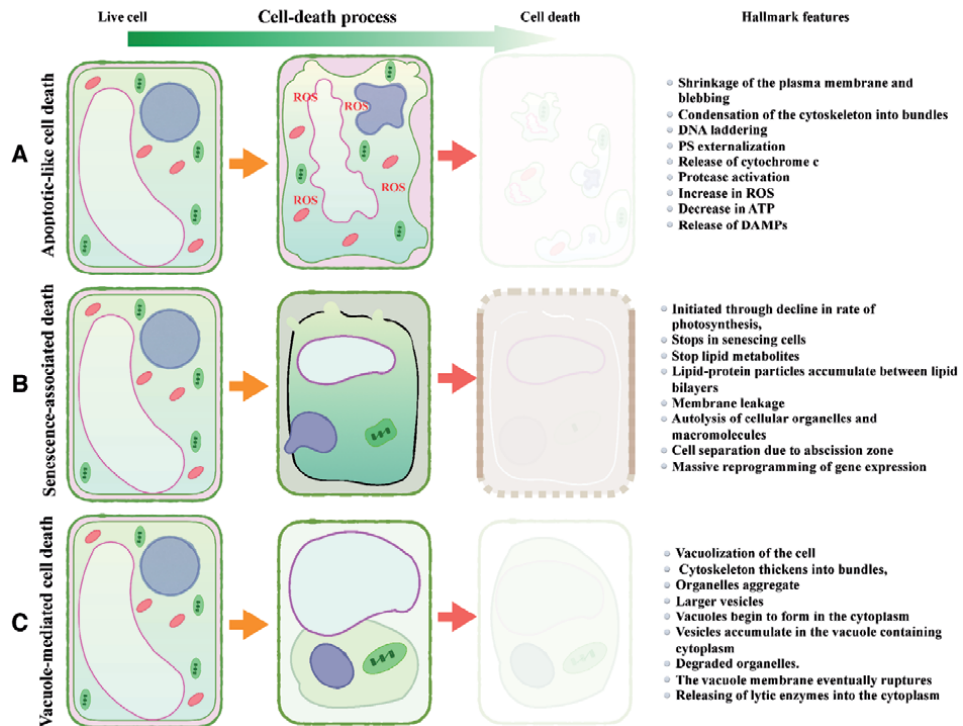 Live cell
Cell-death process
Cell death
Hallmark features
A
Apoptotic-like cell death
ROS
ROS
ROS
ROS
Shrinkage of the plasma membrane and
blebbing
Condensation of the cytoskeleton into bundles
DNA laddering
PS externalization
Release of cytochrome c
Protease activation
Increase in ROS
Decrease in ATP
Release of DAMPs
B
Senescence-associated death
Initiated through decline in rate of
photosynthesis,
Stops in senescing cells
Stop lipid metabolites
Lipid-protein particles accumulate between lipid
bilayers
Membrane leakage
Autolysis of cellular organelles and
macromolecules
Cell separation due to abscission zone
Massive reprogramming of gene expression
C
Vacuole-mediated cell death
Vacuolization of the cell
Cytoskeleton thickens into bundles,
Organelles aggregate
Larger vesicles
Vacuoles begin to form in the cytoplasm
Vesicles accumulate in the vacuole containing
cytoplasm
Degraded organelles.
The vacuole membrane eventually ruptures
Releasing of lytic enzymes into the cytoplasm